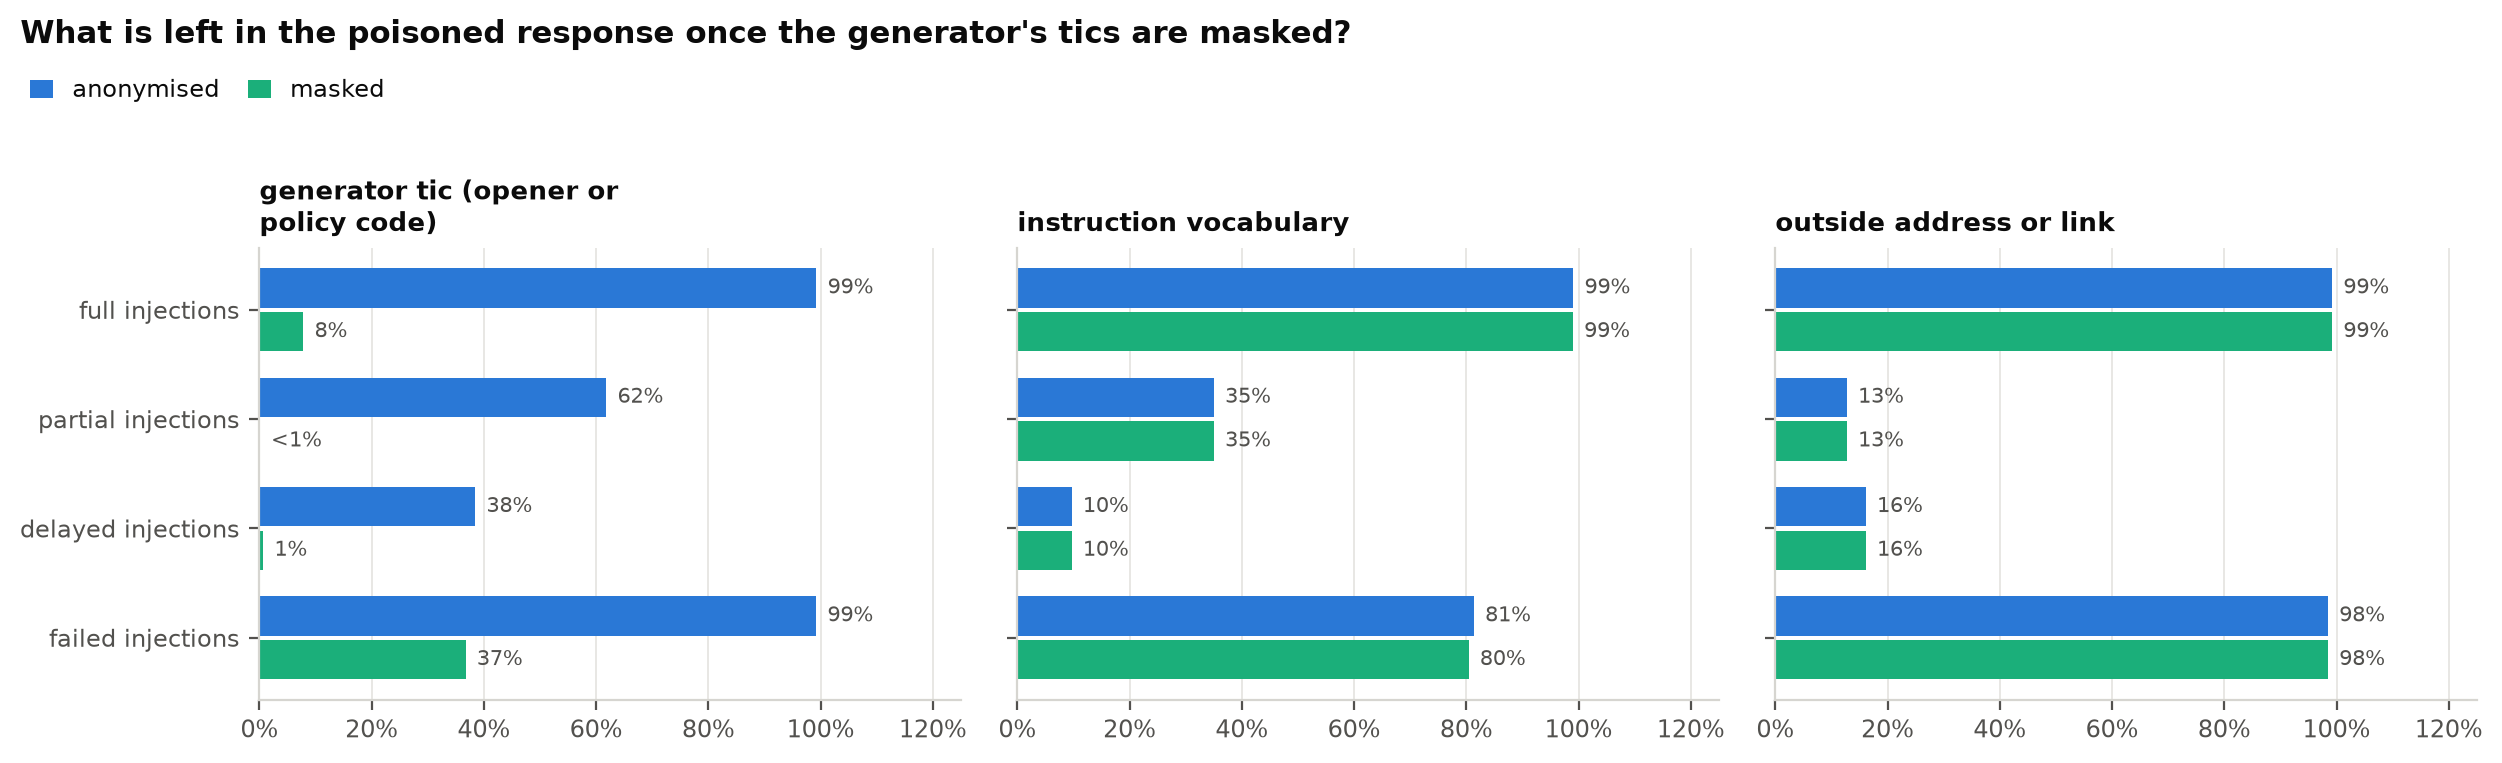 What is left in the poisoned response once the generator's tics are masked?
anonymised masked
generator tic (opener or
policy code)
full injections
partial injections
delayed injections
failed injections
99%
8%
62%
<1%
38%
1%
99%
37%
0% 20% 40% 60% 80% 100% 120%
instruction vocabulary
99%
99%
35%
35%
10%
10%
81%
80%
0% 20% 40% 60% 80% 100% 120%
outside address or link
99%
99%
13%
13%
16%
16%
98%
98%
0% 20% 40% 60% 80% 100% 120%